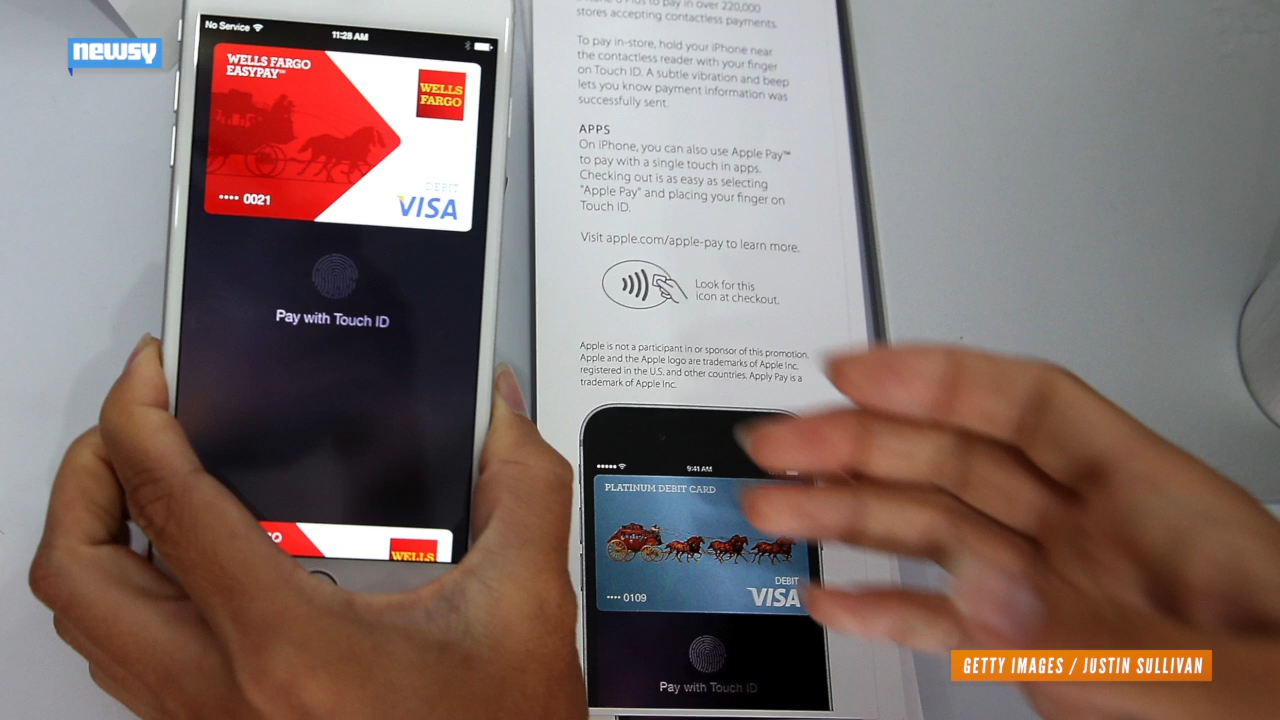 newsy
No Service
11:28 AM
WELLS FARGO
EASYPAY
WELLS
FARGO
•••• 0021
DEBIT
VISA
Pay with Touch ID
WELLS
to pay in over 220,000
stores accepting contactless payments.
To pay in-store, hold your iPhone near
the contactless reader with your finger
on Touch ID. A subtle vibration and beep
lets you know payment information was
successfully sent.
APPS
On iPhone, you can also use Apple Pay™
to pay with a single touch in apps.
Checking out is as easy as selecting
"Apple Pay" and placing your finger on
Touch ID.
Visit apple.com/apple-pay to learn more.
Look for this
icon at checkout.
Apple is not a participant in or sponsor of this promotion.
Apple and the Apple logo are trademarks of Apple Inc.
registered in the U.S. and other countries. Apply Pay is a
trademark of Apple Inc.
9:41 AM
PLATINUM DEBIT CARD
•••• 0109
DEBIT
VISA
Pay with Touch ID
GETTY IMAGES / JUSTIN SULLIVAN